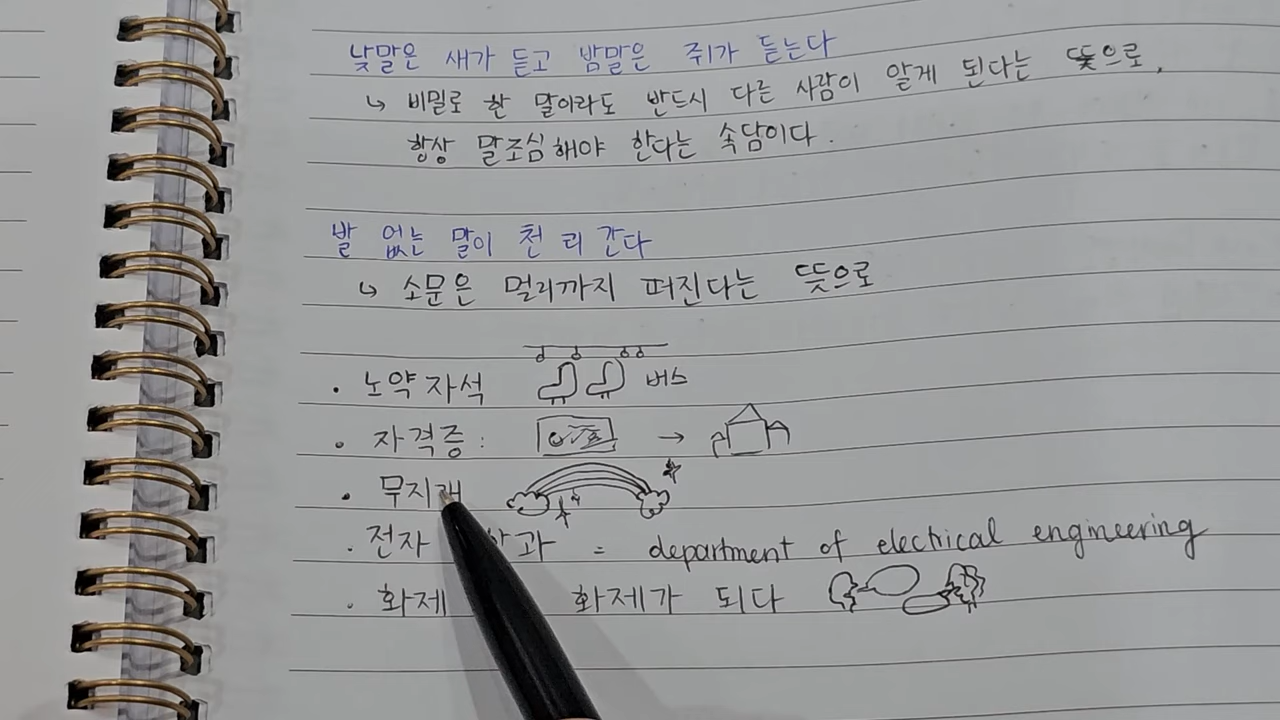 낮말은 새가 듣고 밤말은 쥐가 듣는다
↳ 비밀로 한 말이라도 반드시 다른 사람이 알게 된다는 뜻으로,
항상 말조심해야 한다는 속담이다.
발 없는 말이 천 리 간다
↳ 소문은 멀리까지 퍼진다는 뜻으로
· 노약자석 버스
· 자격증: →
· 무지개
· 전자 학과 = department of electrical engineering
· 화제 화제가 되다